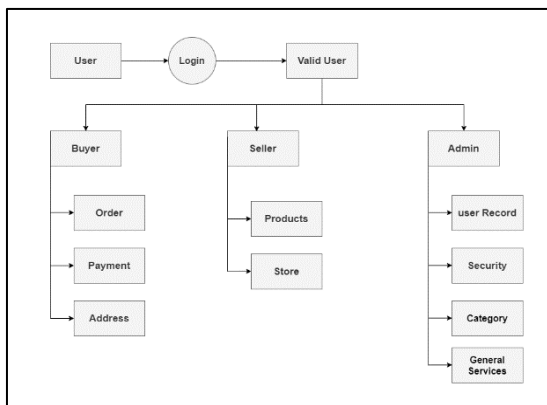 User
Login
Valid User
Buyer
Seller
Admin
Order
Products
user Record
Payment
Store
Security
Address
Category
General
Services